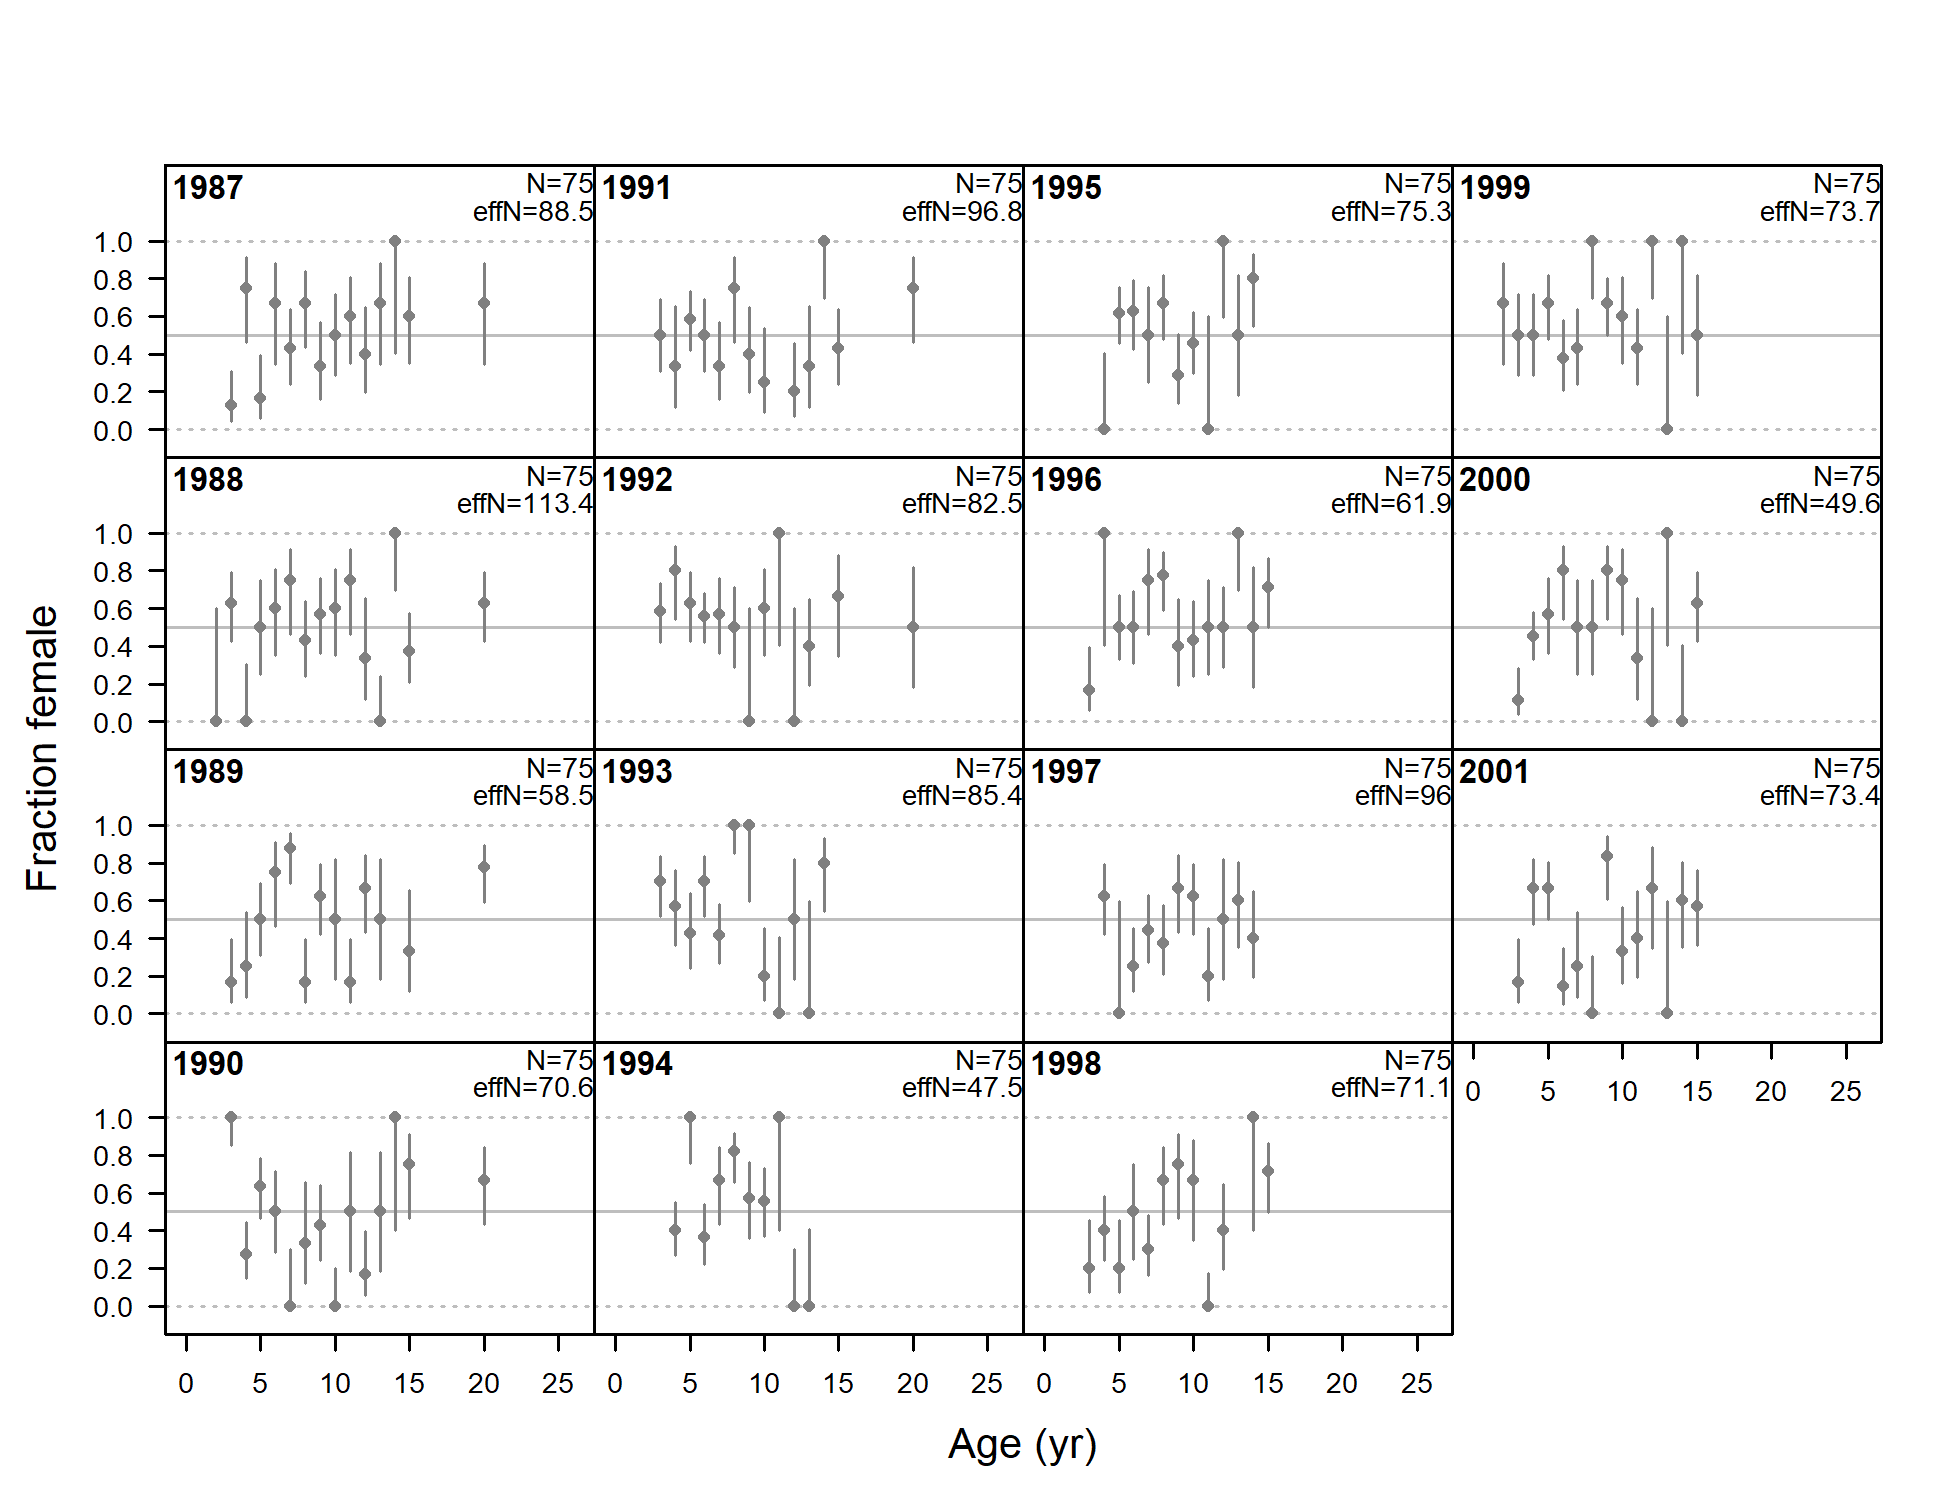 1987 N=75 1991 N=75 1995 N=75 1999 N=75
effN=88.5 effN=96.8 effN=75.3 effN=73.7
1.0
0.8
0.6
0.4
0.2
0.0
1988 N=75 1992 N=75 1996 N=75 2000 N=75
effN=113.4 effN=82.5 effN=61.9 effN=49.6
1.0
0.8
0.6
0.4
0.2
0.0
Fraction female
1989 N=75 1993 N=75 1997 N=75 2001 N=75
effN=58.5 effN=85.4 effN=96 effN=73.4
1.0
0.8
0.6
0.4
0.2
0.0
1990 N=75 1994 N=75 1998 N=75
effN=70.6 effN=47.5 effN=71.1
0 5 10 15 20 25
1.0
0.8
0.6
0.4
0.2
0.0
0 5 10 15 20 25 0 5 10 15 20 25 0 5 10 15 20 25
Age (yr)